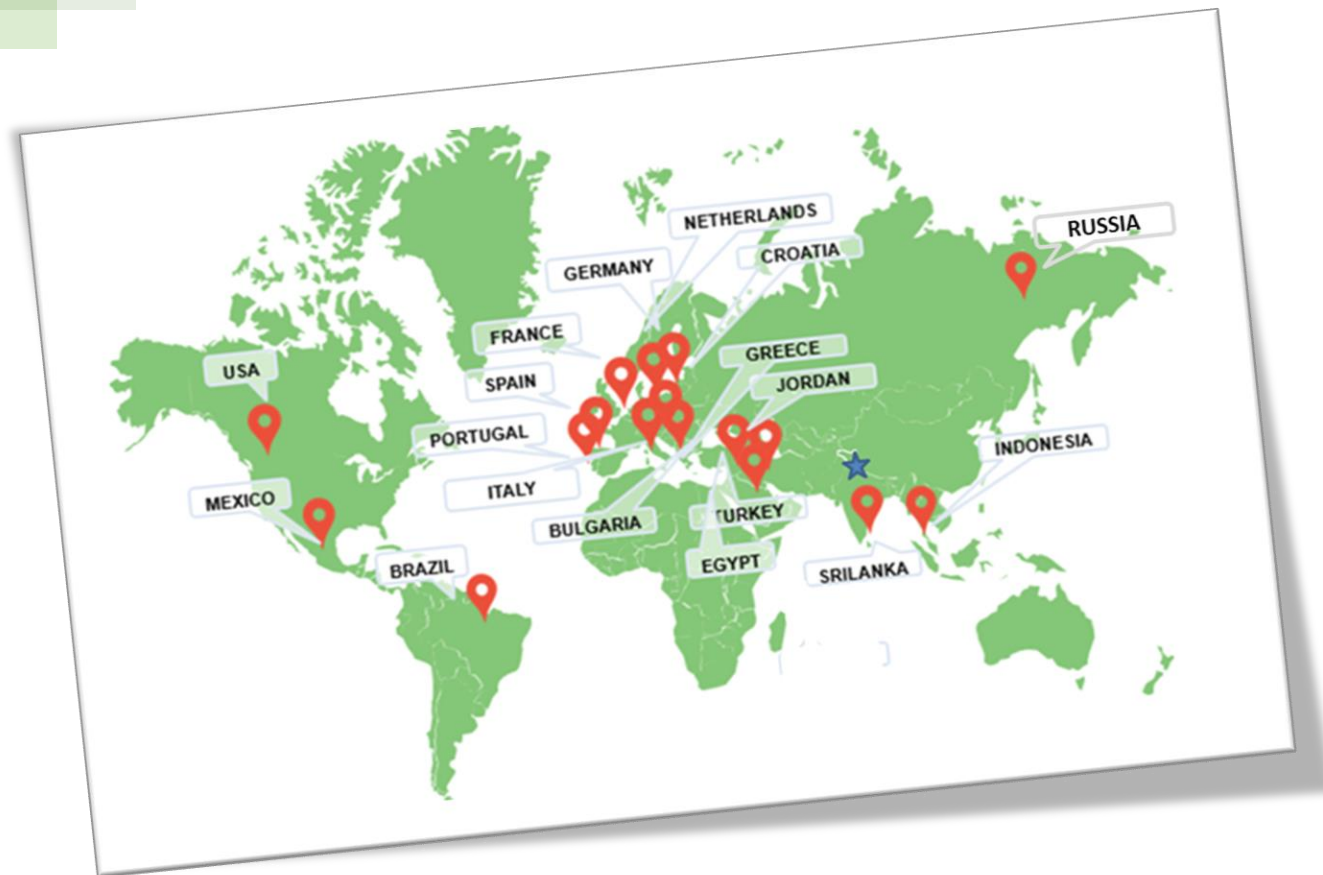 NETHERLANDS
RUSSIA
CROATIA
GERMANY
FRANCE
GREECE
USA
SPAIN
JORDAN
PORTUGAL
INDONESIA
ITALY
MEXICO
BULGARIA
TURKEY
BRAZIL
EGYPT
SRILANKA